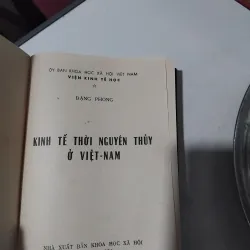 ỦY BAN KHOA HỌC XÃ HỘI VIỆT NAM
VIỆN KINH TẾ HỌC
ĐẶNG PHONG
KINH TẾ THỜI NGUYÊN THỦY
Ở VIỆT-NAM
NHÀ XUẤT BẢN KHOA HỌC XÃ HỘI